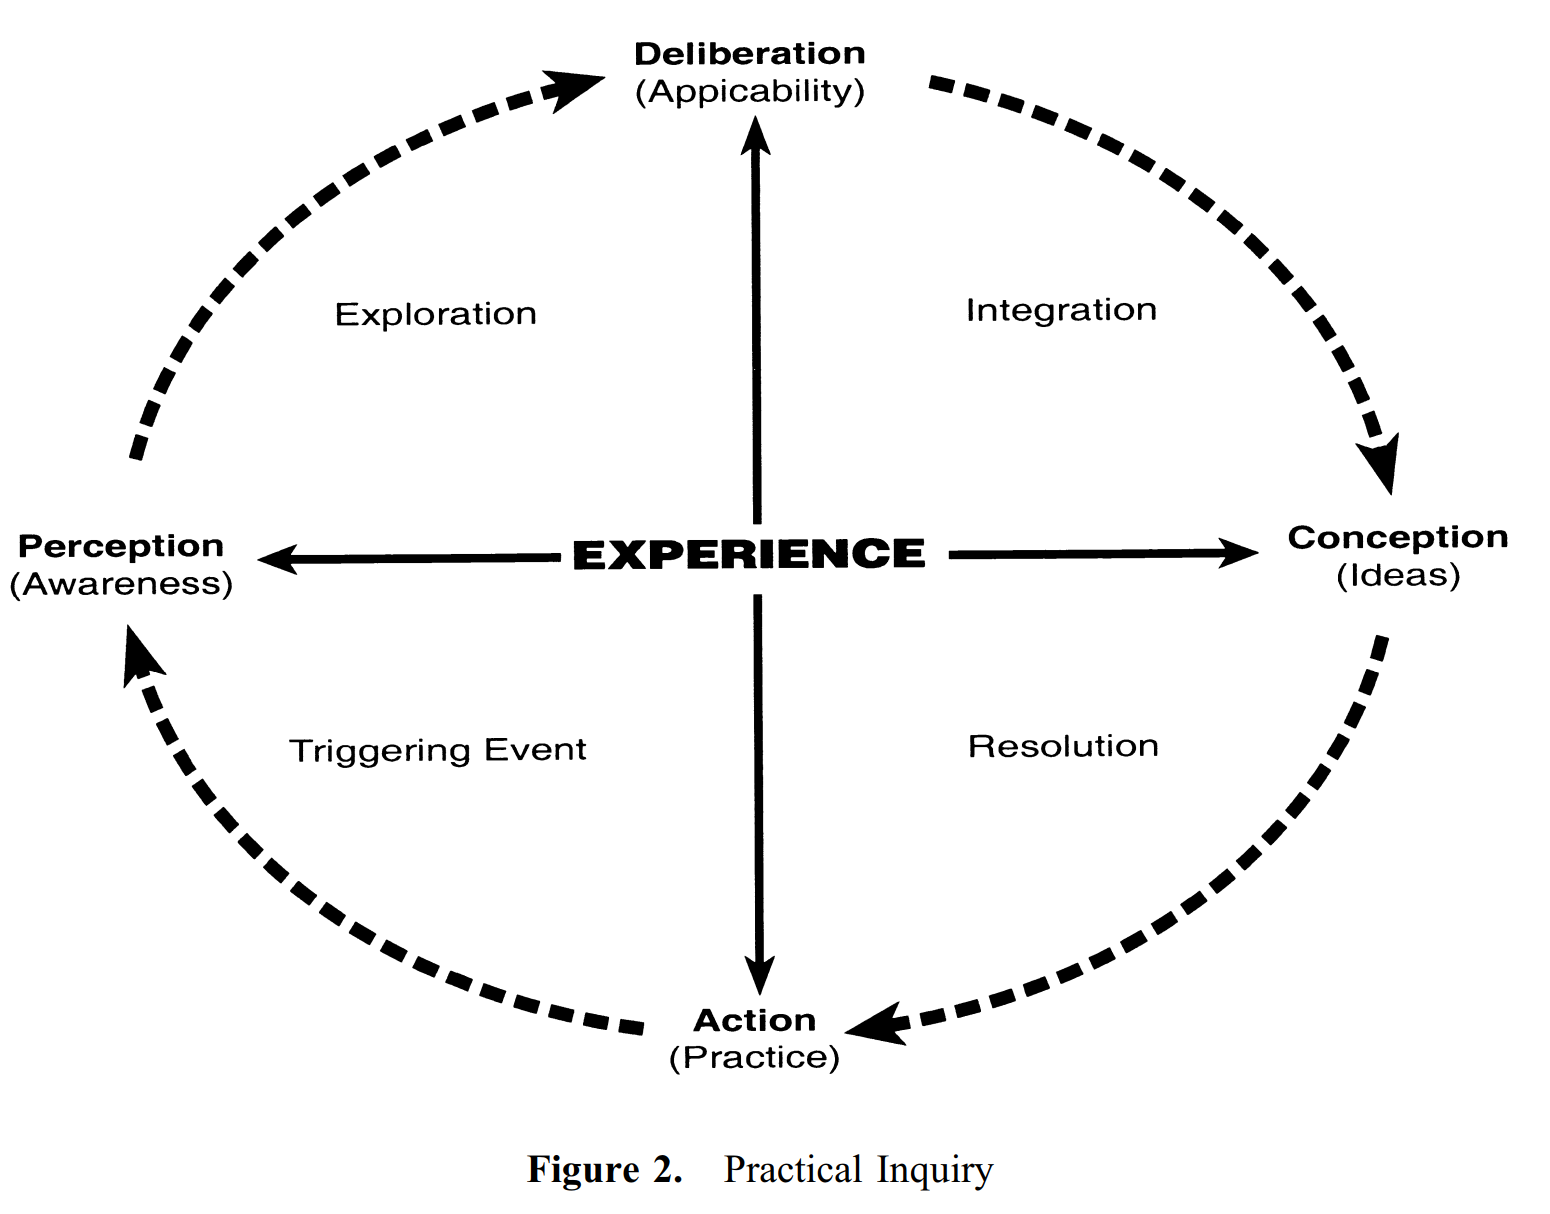 Deliberation
(Appicability)
Exploration
Integration
Perception
(Awareness)
EXPERIENCE
Conception
(Ideas)
Triggering Event
Resolution
Action
(Practice)
Figure 2. Practical Inquiry